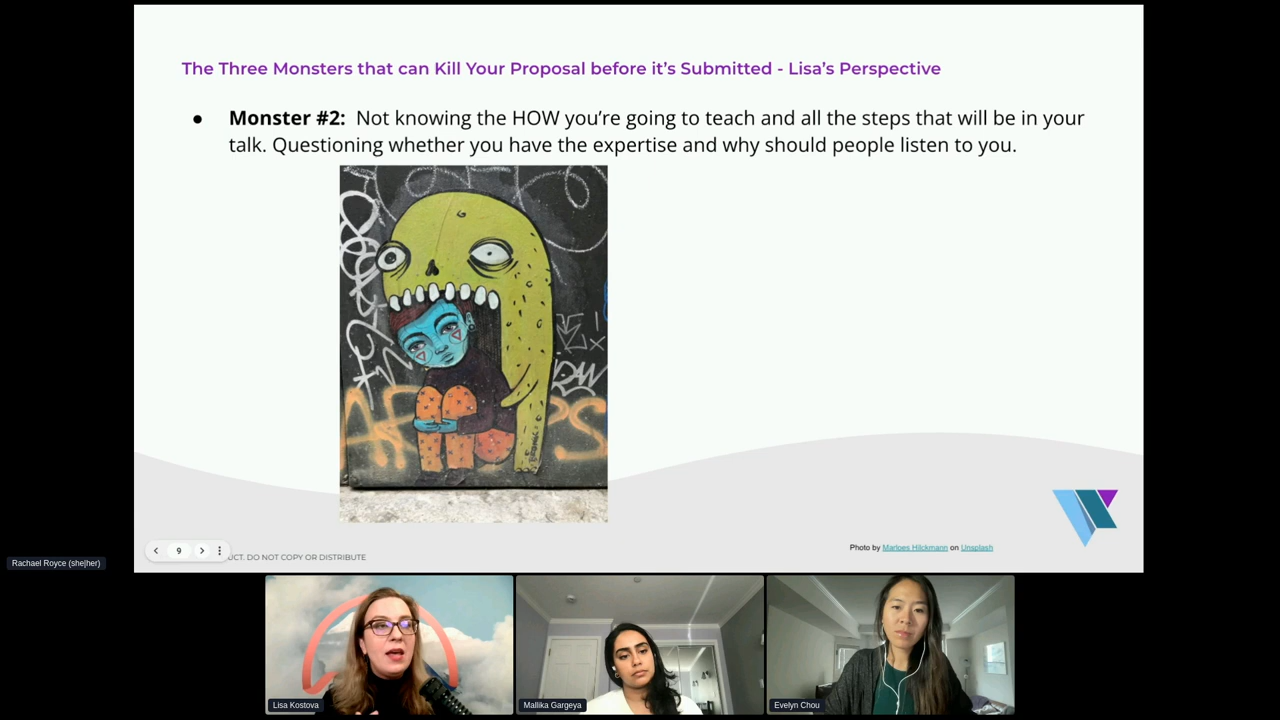 The Three Monsters that can Kill Your Proposal before it's Submitted - Lisa's Perspective
● Monster #2: Not knowing the HOW you're going to teach and all the steps that will be in your
talk. Questioning whether you have the expertise and why should people listen to you.
9
DO NOT COPY OR DISTRIBUTE
Photo by Marloes Hilckmann on Unsplash
Rachael Royce (she|her)
Lisa Kostova
Mallika Gargeya
Evelyn Chou